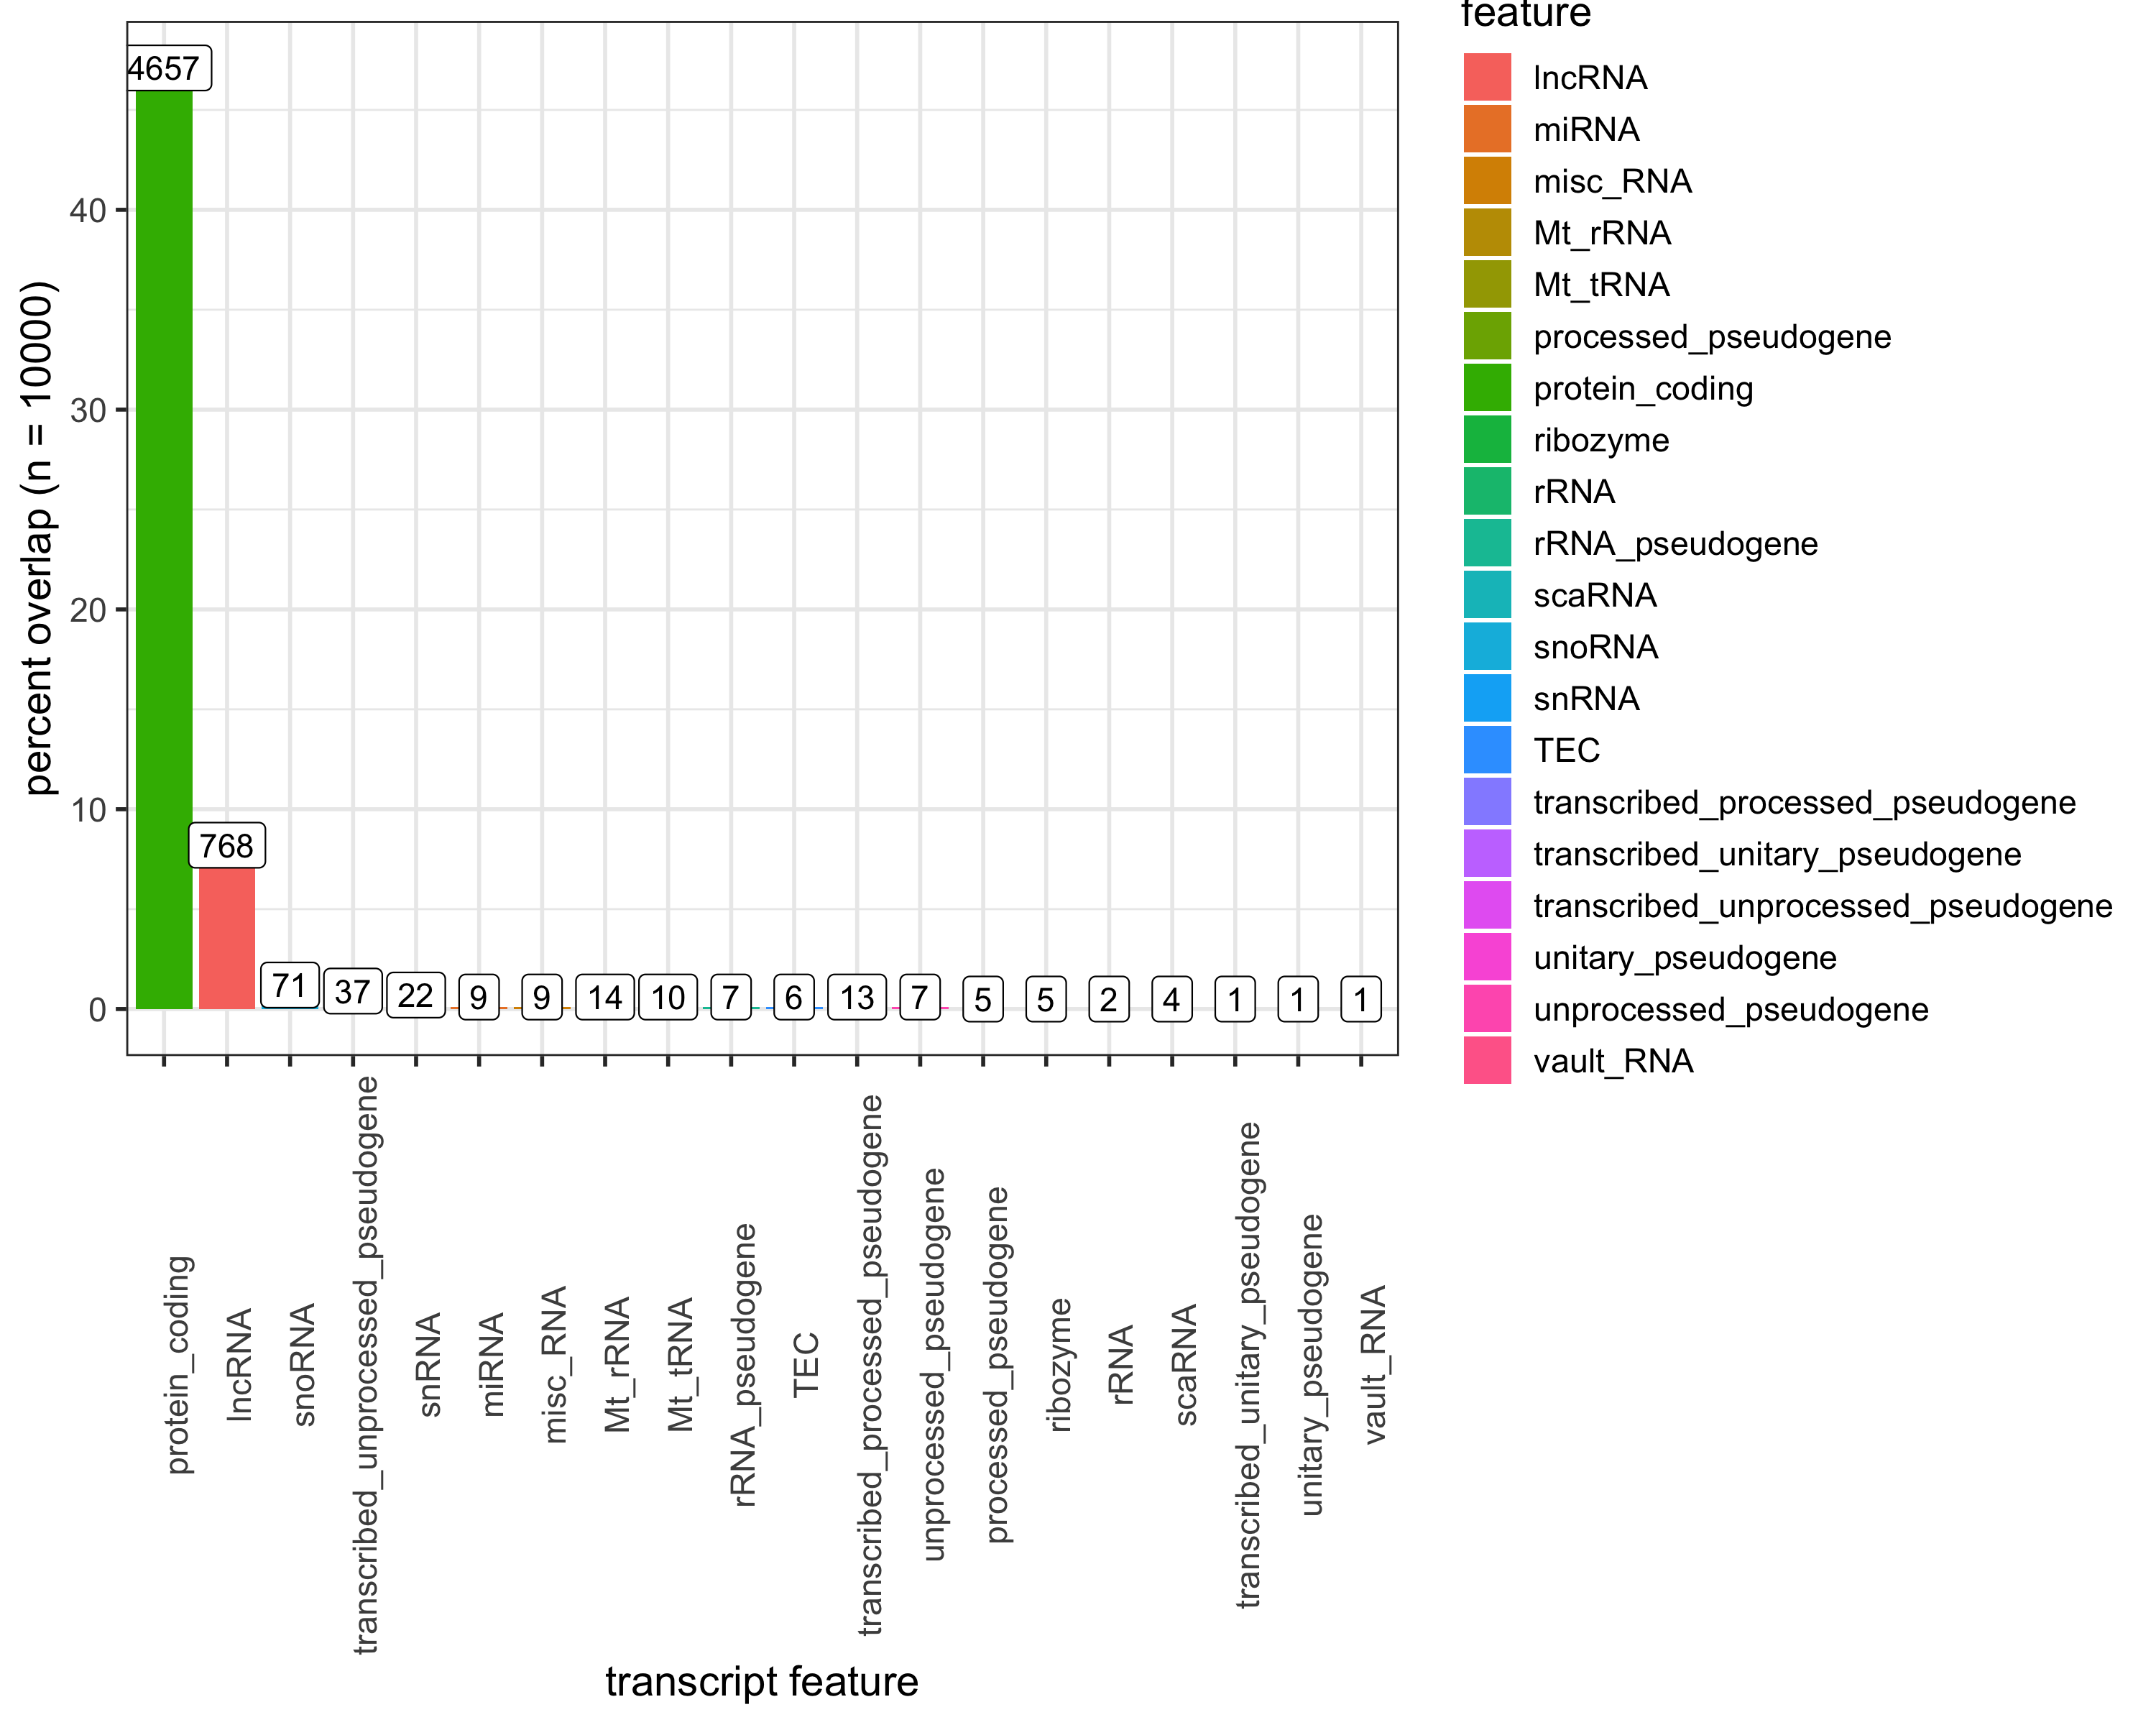 feature
4657
lncRNA
miRNA
misc_RNA
Mt_rRNA
Mt_tRNA
processed_pseudogene
protein_coding
ribozyme
rRNA
rRNA_pseudogene
scaRNA
snoRNA
snRNA
TEC
transcribed_processed_pseudogene
transcribed_unitary_pseudogene
transcribed_unprocessed_pseudogene
unitary_pseudogene
unprocessed_pseudogene
vault_RNA
percent overlap (n = 10000)
40
30
20
10
0
768
71
37
22
9
9
14
10
7
6
13
7
5
5
2
4
1
1
1
protein_coding
lncRNA
snoRNA
transcribed_unprocessed_pseudogene
snRNA
miRNA
misc_RNA
Mt_rRNA
Mt_tRNA
rRNA_pseudogene
TEC
transcribed_processed_pseudogene
unprocessed_pseudogene
processed_pseudogene
ribozyme
rRNA
scaRNA
transcribed_unitary_pseudogene
unitary_pseudogene
vault_RNA
transcript feature